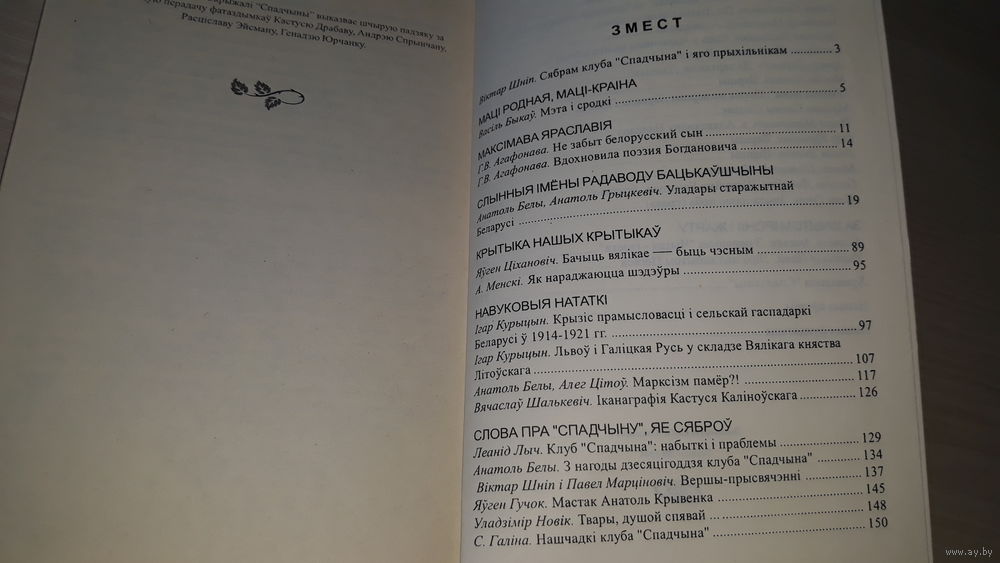 рыжалі "Спадчыны" выказвае шчырую падзяку за
ую перадачу фатаздымкаў Кастусю Драбаву, Андрэю Спрынчану,
Расціславу Эйсману, Генадзю Юрчанку.
ЗМЕСТ
Віктар Шніп. Сябрам клуба "Спадчына" і яго прыхільнікам ............ 3
МАЦІ РОДНАЯ, МАЦІ-КРАІНА
Васіль Быкаў. Мэта і сродкі ............ 5
МАКСІМАВА ЯРАСЛАВІЯ
Г.В. Агафонава. Не забыт белорусский сын ............ 11
Г.В. Агафонава. Вдохновила поэзия Богдановича ............ 14
СЛЫННЫЯ ІМЁНЫ РАДАВОДУ БАЦЬКАЎШЧЫНЫ
Анатоль Белы, Анатоль Грыцкевіч. Уладары старажытнай
Беларусі ............ 19
КРЫТЫКА НАШЫХ КРЫТЫКАЎ
Яўген Ціхановіч. Бачыць вялікае — быць чэсным ............ 89
А. Менскі. Як нараджаюцца шэдэўры ............ 95
НАВУКОВЫЯ НАТАТКІ
Ігар Курыцын. Крызіс прамысловасці і сельскай гаспадаркі
Беларусі ў 1914-1921 гг. ............ 97
Ігар Курыцын. Львоў і Галіцкая Русь у складзе Вялікага княства
Літоўскага ............ 107
Анатоль Белы, Алег Цітоў. Марксізм памёр?! ............ 117
Вячаслаў Шалькевіч. Іканаграфія Кастуся Каліноўскага ............ 126
СЛОВА ПРА "СПАДЧЫНУ", ЯЕ СЯБРОЎ
Леанід Лыч. Клуб "Спадчына": набыткі і праблемы ............ 129
Анатоль Белы. З нагоды дзесяцігоддзя клуба "Спадчына" ............ 134
Віктар Шніп і Павел Марціновіч. Вершы-прысвячэнні ............ 137
Яўген Гучок. Мастак Анатоль Крывенка ............ 145
Уладзімір Новік. Твары, душой спявай ............ 148
С. Галіна. Нашчадкі клуба "Спадчына" ............ 150
www.ay.by